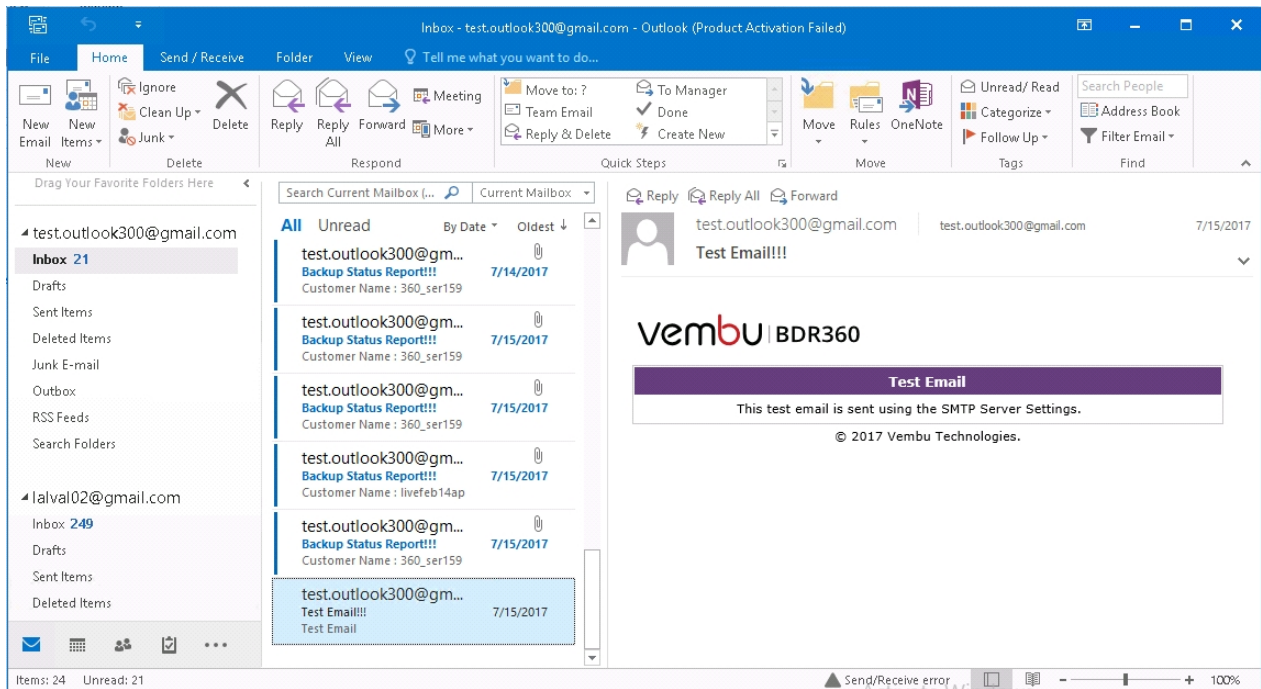 Inbox - test.outlook300@gmail.com - Outlook (Product Activation Failed)
File Home Send / Receive Folder View Tell me what you want to do...
New Email
New Items
New
Ignore
Clean Up
Junk
Delete
Delete
Reply
Reply All
Forward
Meeting
More
Respond
Move to: ?
Team Email
Reply & Delete
To Manager
Done
Create New
Quick Steps
Move
Rules
OneNote
Move
Unread/ Read
Categorize
Follow Up
Tags
Search People
Address Book
Filter Email
Find
Drag Your Favorite Folders Here
test.outlook300@gmail.com
Inbox 21
Drafts
Sent Items
Deleted Items
Junk E-mail
Outbox
RSS Feeds
Search Folders
lalval02@gmail.com
Inbox 249
Drafts
Sent Items
Deleted Items
Search Current Mailbox (... Current Mailbox
All Unread By Date Oldest
test.outlook300@gm...
Backup Status Report!!! 7/14/2017
Customer Name : 360_ser159
test.outlook300@gm...
Backup Status Report!!! 7/15/2017
Customer Name : 360_ser159
test.outlook300@gm...
Backup Status Report!!! 7/15/2017
Customer Name : 360_ser159
test.outlook300@gm...
Backup Status Report!!! 7/15/2017
Customer Name : livefeb14ap
test.outlook300@gm...
Backup Status Report!!! 7/15/2017
Customer Name : 360_ser159
test.outlook300@gm...
Test Email!!! 7/15/2017
Test Email
Reply Reply All Forward
test.outlook300@gmail.com test.outlook300@gmail.com 7/15/2017
Test Email!!!
vembu BDR360
Test Email
This test email is sent using the SMTP Server Settings.
© 2017 Vembu Technologies.
Items: 24 Unread: 21 Send/Receive error 100%